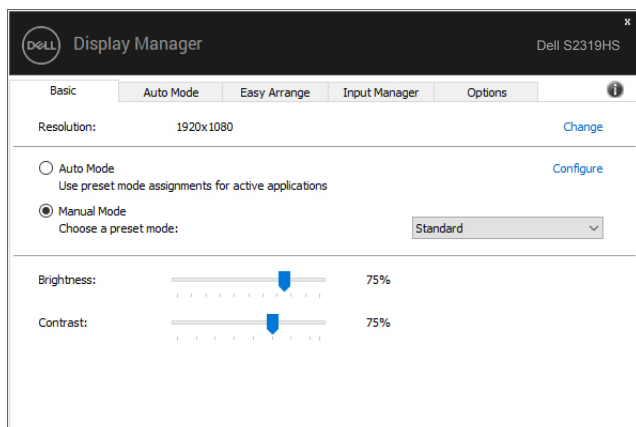 x
DELL Display Manager
Dell S2319HS
Basic Auto Mode Easy Arrange Input Manager Options i
Resolution: 1920x1080 Change
Auto Mode Configure
Use preset mode assignments for active applications
Manual Mode
Choose a preset mode: Standard
Brightness: 75%
Contrast: 75%